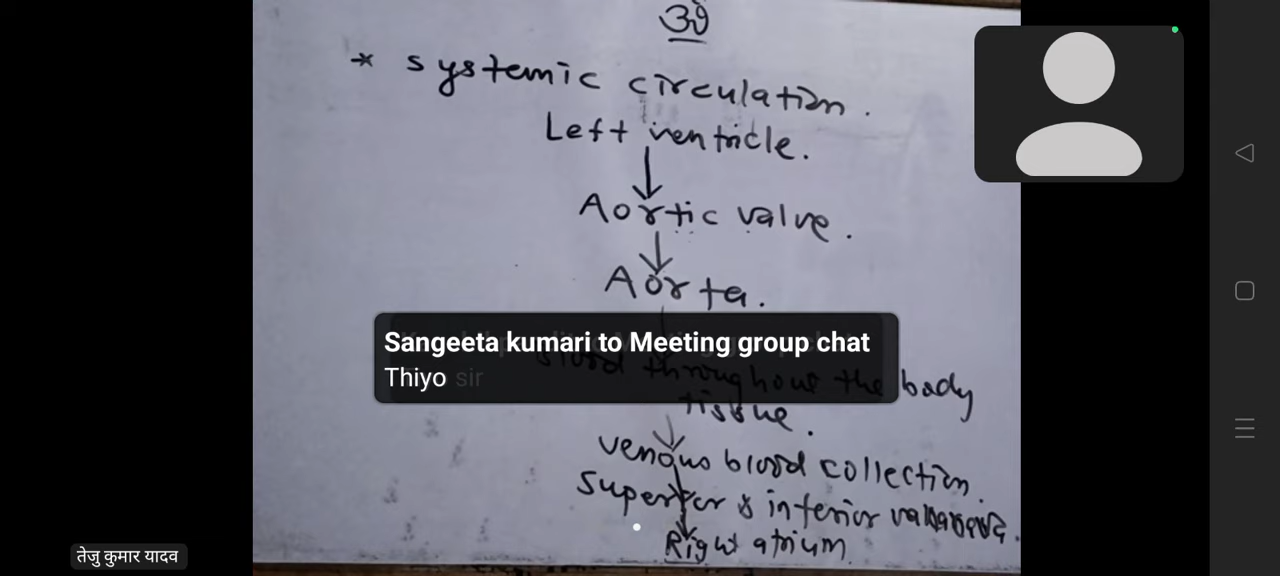 ॐ
* systemic circulation.
Left ventricle.
↓
Aortic valve.
↓
Aorta.
Sangeeta kumari to Meeting group chat
Thiyo sir
blood throughout the body
tissue.
↓
venous blood collection.
superior & inferior
↓
Right atrium
तेजु कुमार यादव